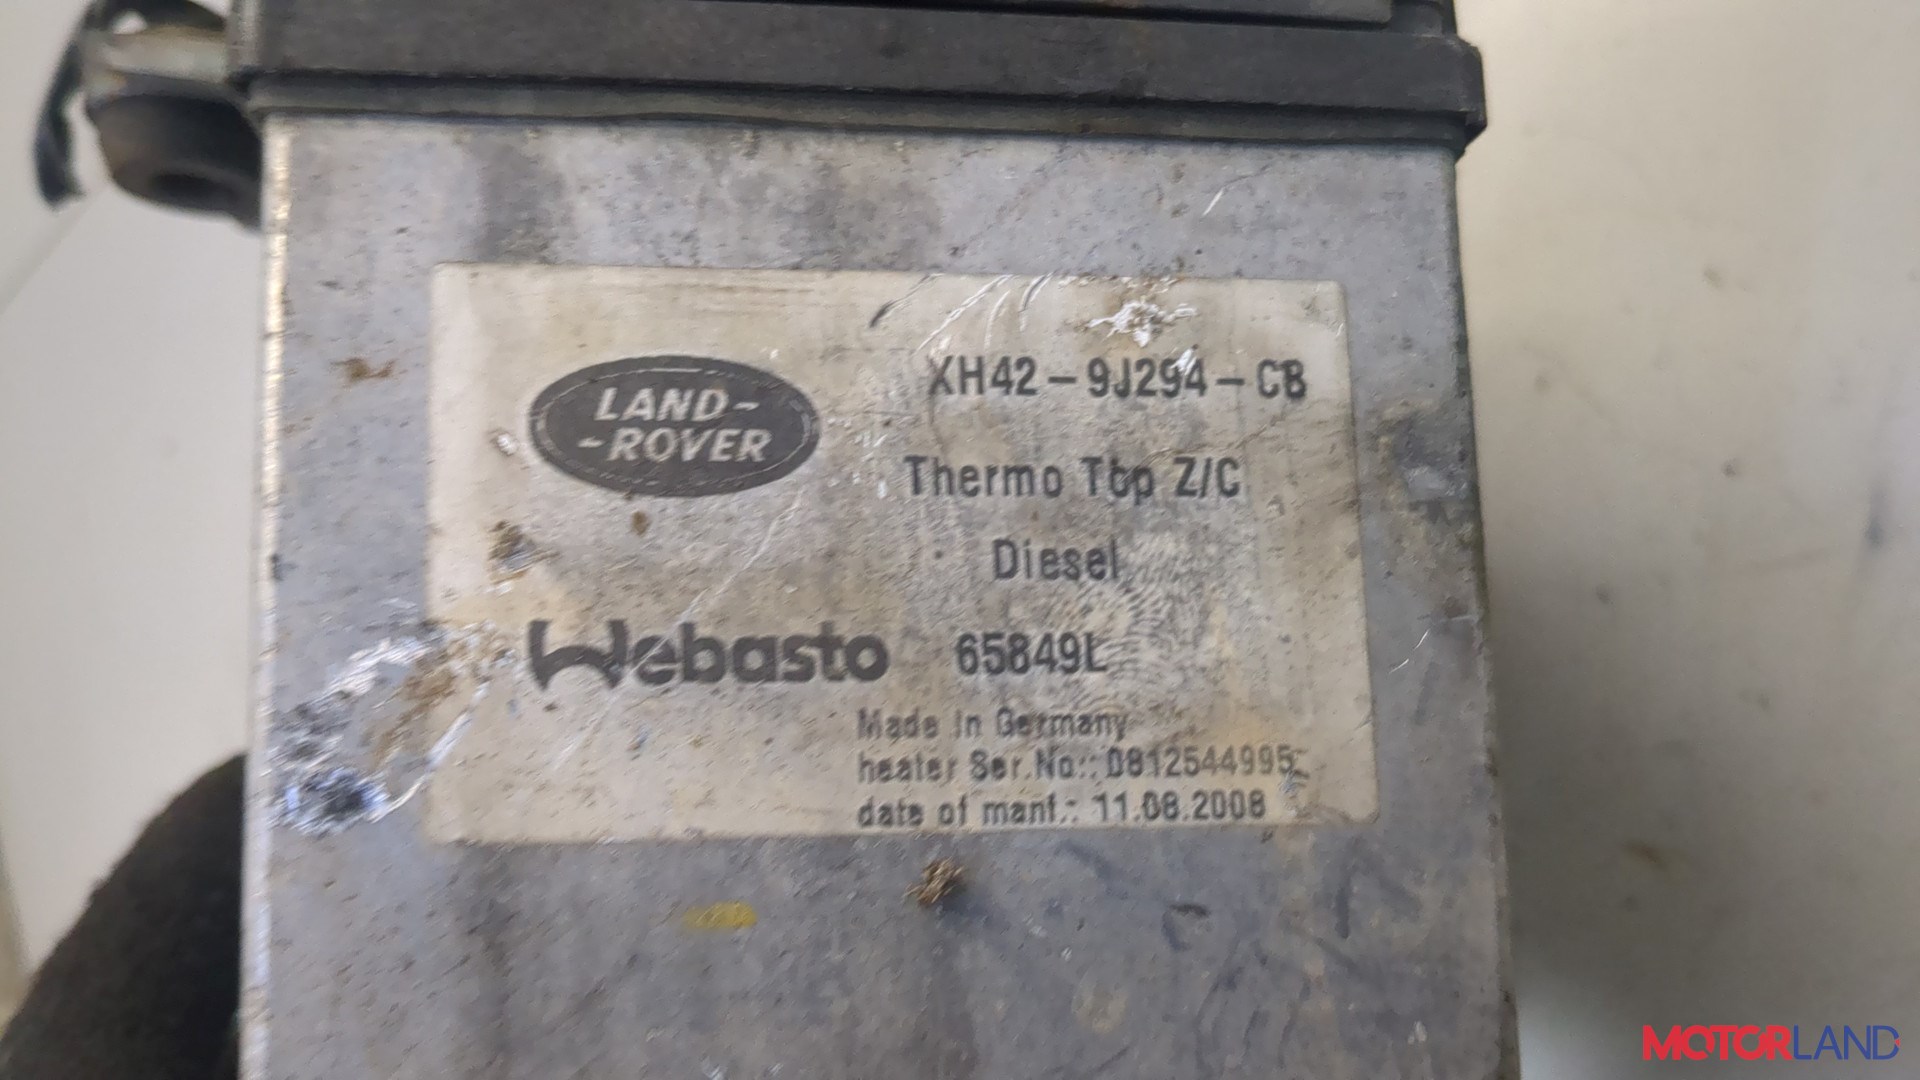 LAND-
-ROVER
XH42-9J294-CB
Thermo Top Z/C
Diesel
Webasto 65849L
Made in Germany
heater Ser.No.: 0812544995
date of manf.: 11.08.2008
MOTORLAND